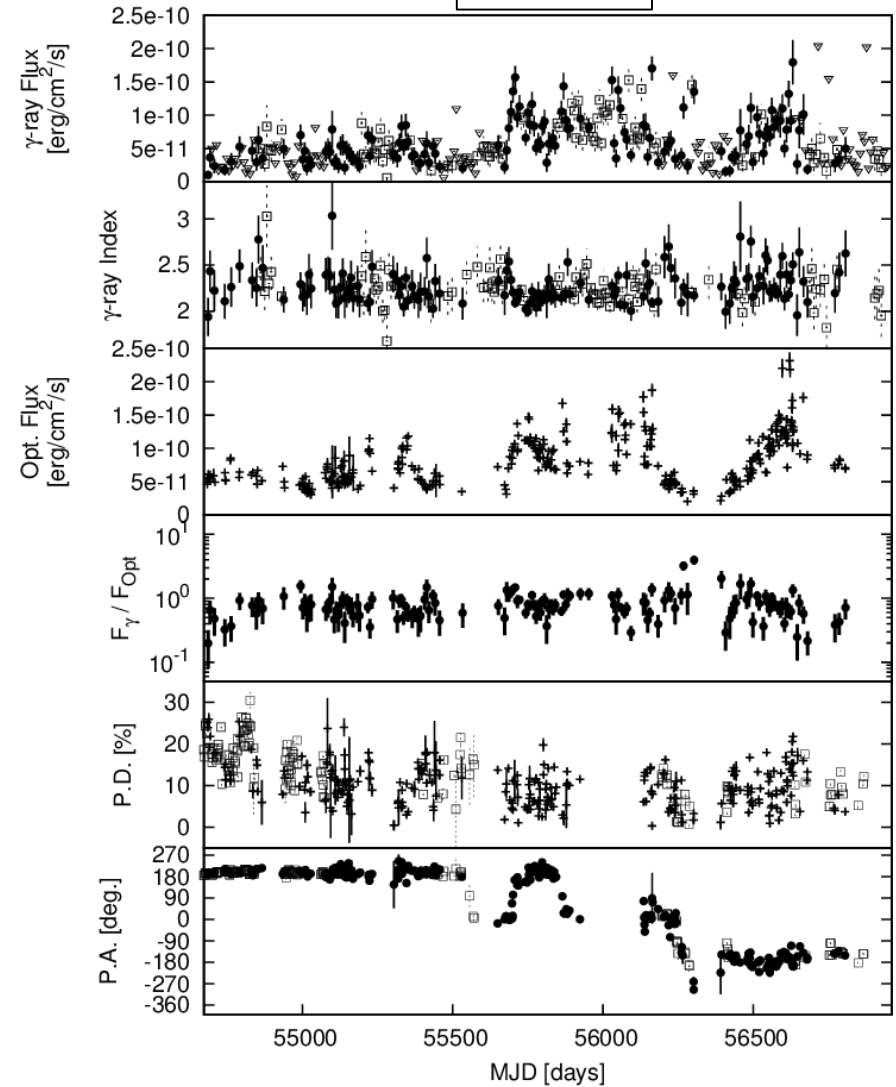 2.5e-10
2e-10
1.5e-10
1e-10
5e-11
0
γ-ray Flux
[erg/cm²/s]
3
2.5
2
γ-ray Index
2.5e-10
2e-10
1.5e-10
1e-10
5e-11
0
Opt. Flux
[erg/cm²/s]
10¹
10⁰
10⁻¹
Fγ / FOpt
30
20
10
0
P.D. [%]
270
180
90
0
-90
-180
-270
-360
P.A. [deg.]
55000 55500 56000 56500
MJD [days]